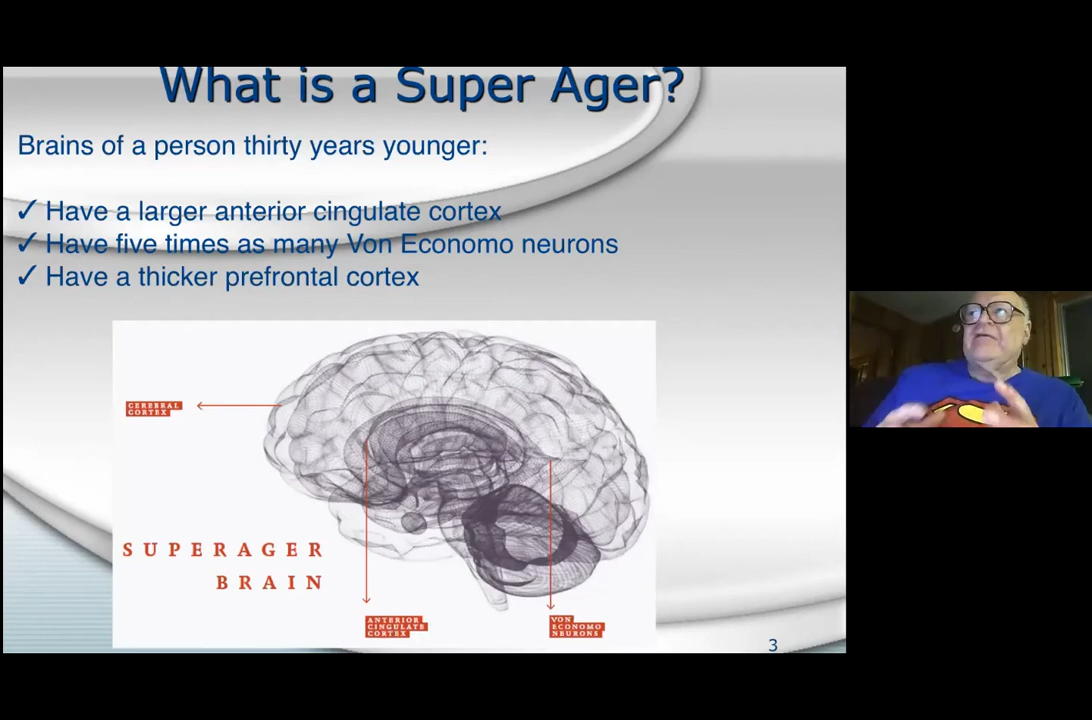 What is a Super Ager?
Brains of a person thirty years younger:
✓ Have a larger anterior cingulate cortex
✓ Have five times as many Von Economo neurons
✓ Have a thicker prefrontal cortex
CEREBRAL
CORTEX
SUPERAGER
BRAIN
ANTERIOR
CINGULATE
CORTEX
VON
ECONOMO
NEURONS
3